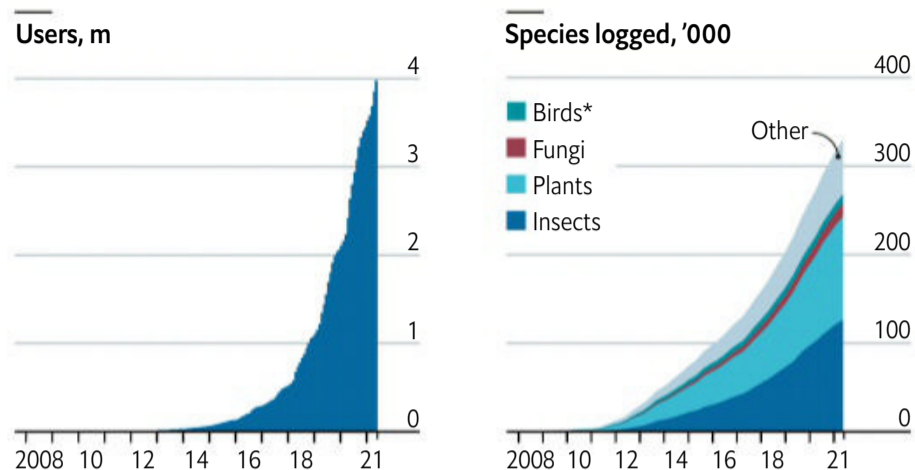 Users, m
4
3
2
1
0
2008 10 12 14 16 18 21
Species logged, ’000
400
300
200
100
0
Birds*
Fungi
Plants
Insects
Other
2008 10 12 14 16 18 21